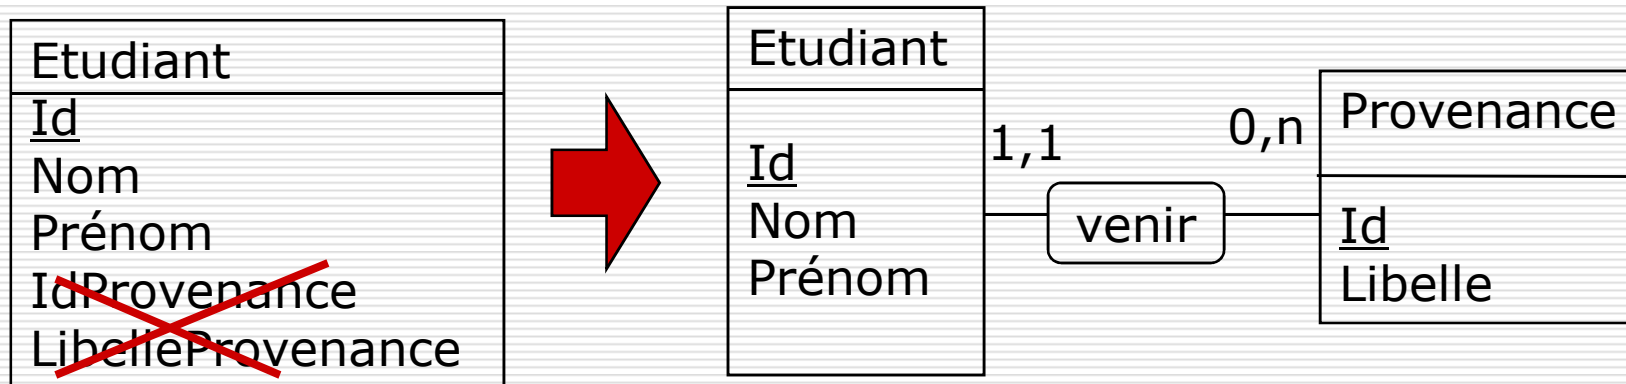 Etudiant
Id
Nom
Prénom
IdProvenance
LibelleProvenance
Etudiant
Id
Nom
Prénom
1,1
venir
0,n
Provenance
Id
Libelle